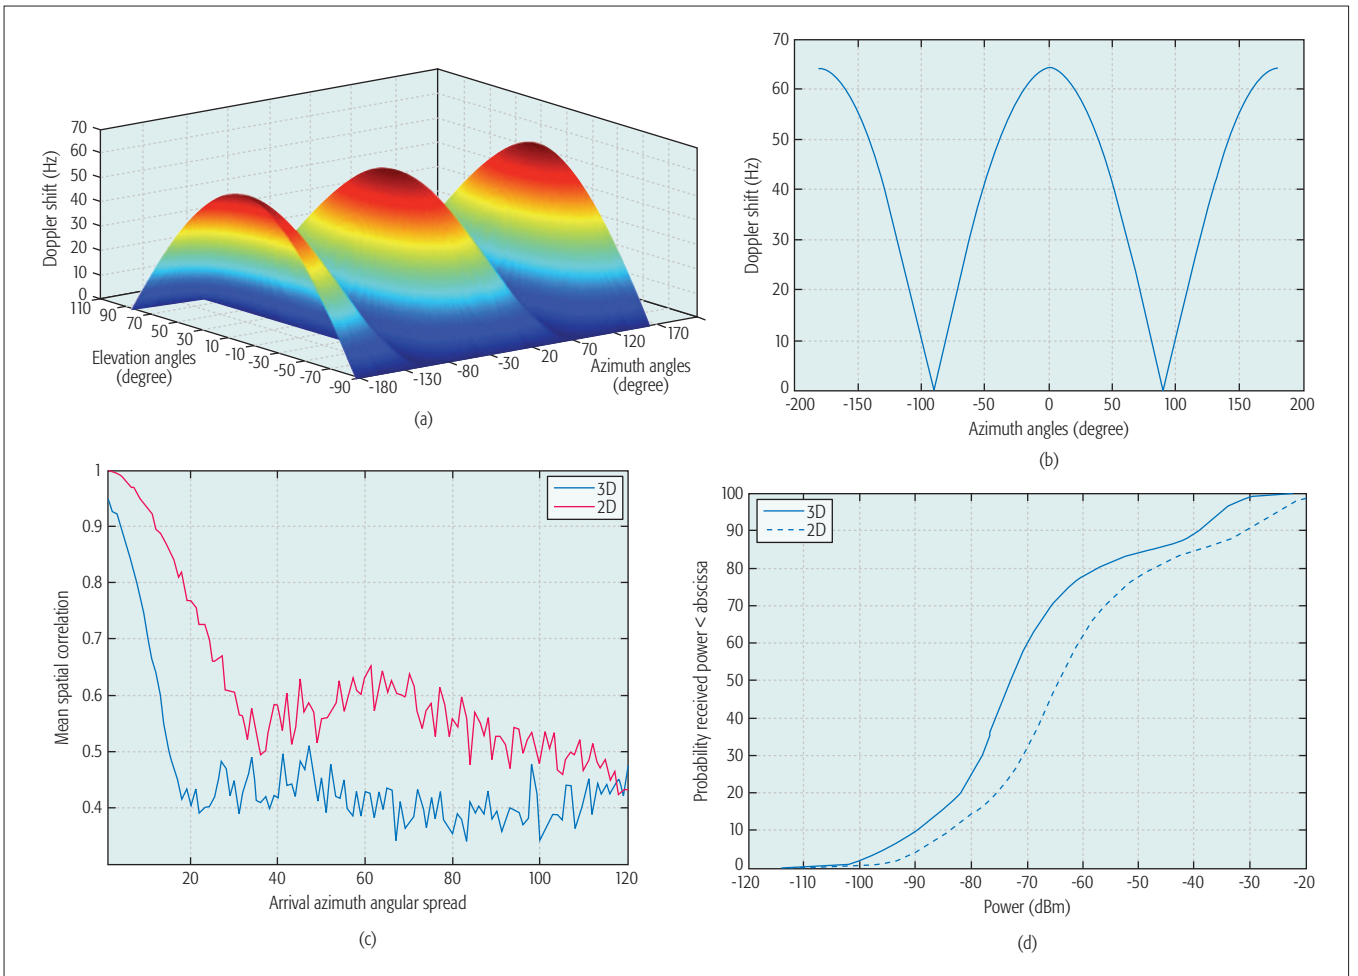 70
60
50
40
30
20
10
0
Doppler shift (Hz)
110
90
70
50
30
10
-10
-30
-50
-70
-90
Elevation angles
(degree)
-180
-130
-80
-30
20
70
120
170
Azimuth angles
(degree)
(a)
70
60
50
40
30
20
10
0
Doppler shift (Hz)
-200 -150 -100 -50 0 50 100 150 200
Azimuth angles (degree)
(b)
1
0.9
0.8
0.7
0.6
0.5
0.4
Mean spatial correlation
3D
2D
20 40 60 80 100 120
Arrival azimuth angular spread
(c)
100
90
80
70
60
50
40
30
20
10
0
Probability received power < abscissa
3D
2D
-120 -110 -100 -90 -80 -70 -60 -50 -40 -30 -20
Power (dBm)
(d)